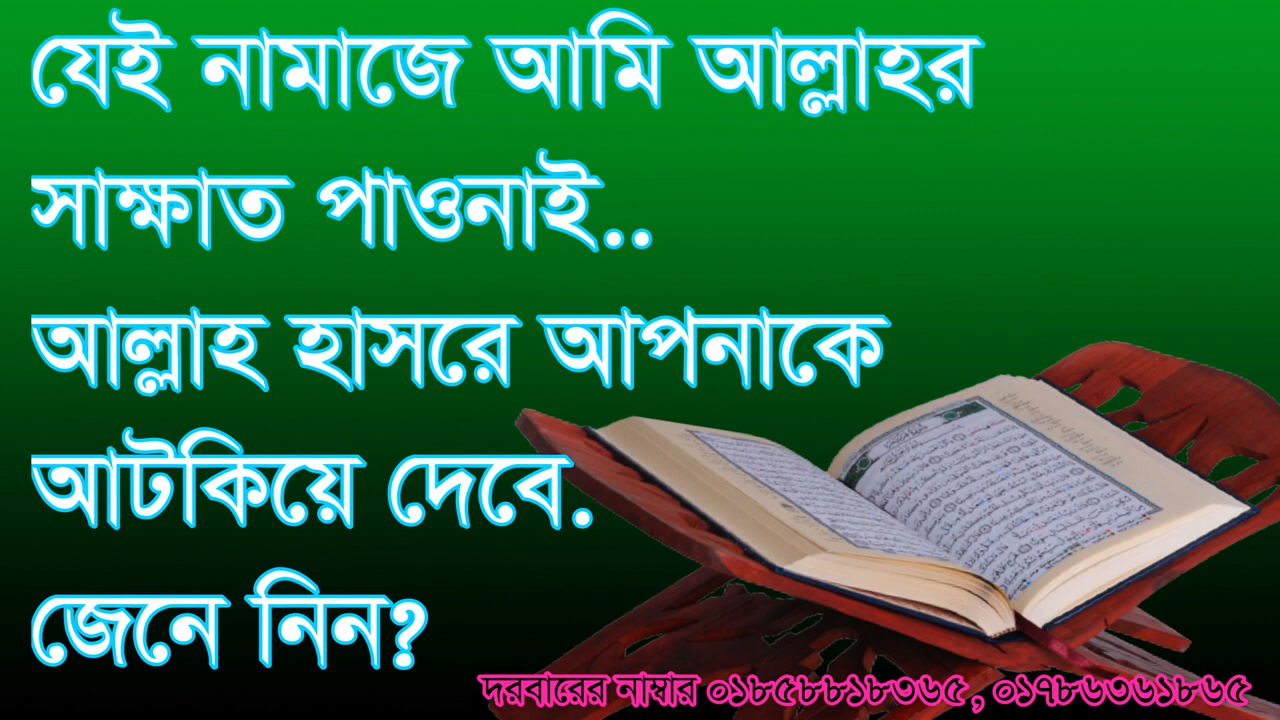 যেই নামাজে আমি আল্লাহর
সাক্ষাত পাওনাই..
আল্লাহ হাসরে আপনাকে
আটকিয়ে দেবে.
জেনে নিন?
দরবারের নাম্বার ০১৮৫৮৮১৮৩৬৫, ০১৭৮৬৩৬১৮৬৫